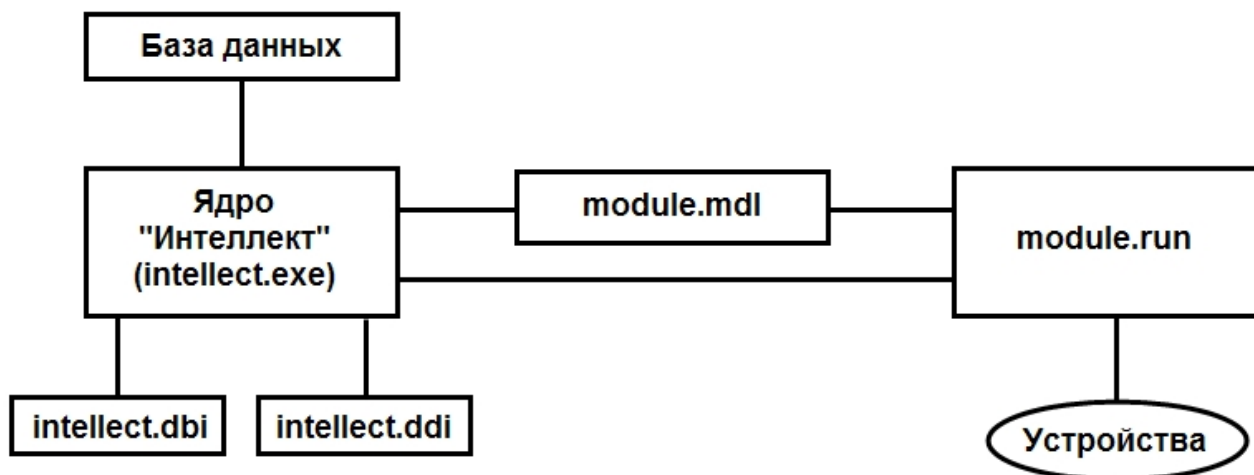 База данных
Ядро
"Интеллект"
(intellect.exe)
module.mdl
module.run
intellect.dbi
intellect.ddi
Устройства